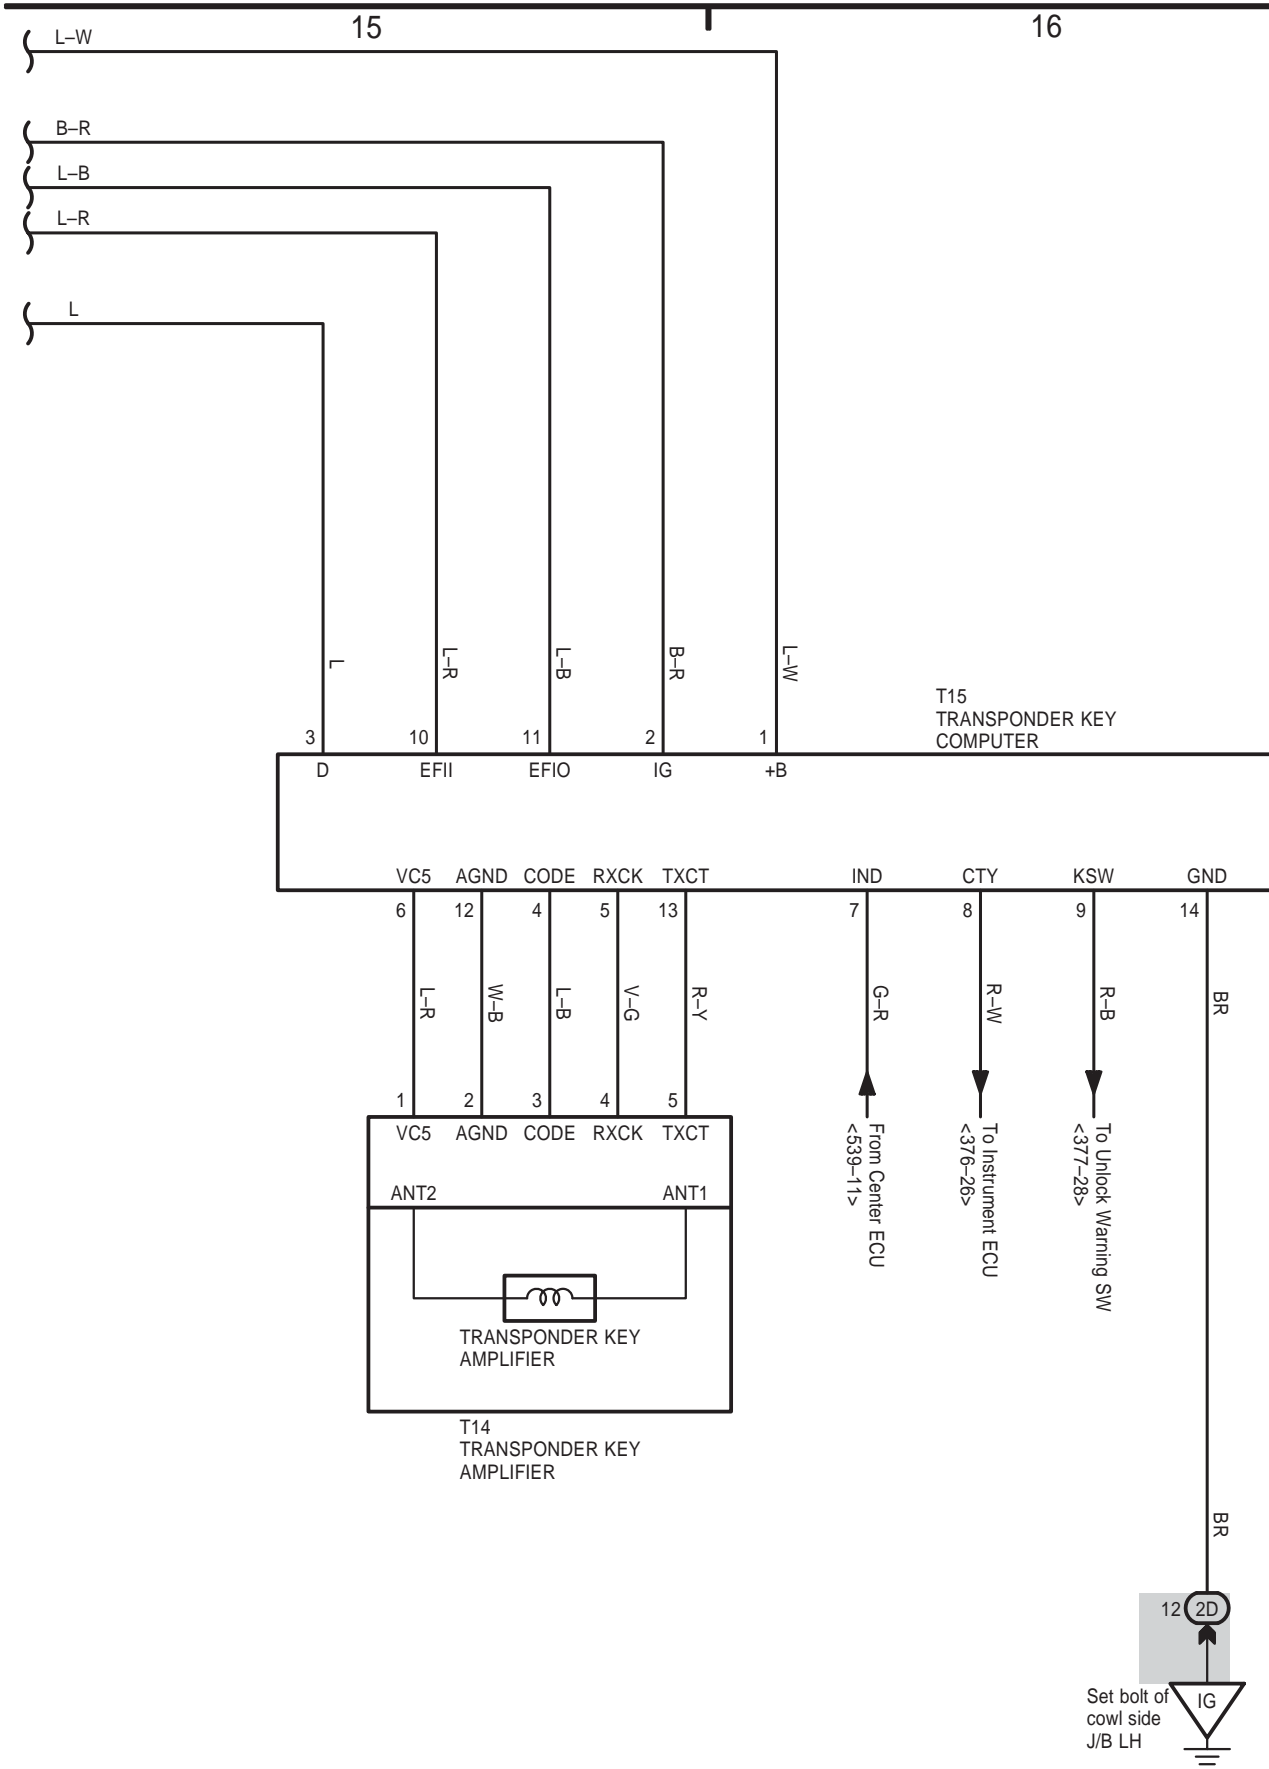 15
16
L–W
B–R
L–B
L–R
L
L
L–R
L–B
B–R
L–W
T15
TRANSPONDER KEY
COMPUTER
3
10
11
2
1
D
EFII
EFIO
IG
+B
VC5
AGND
CODE
RXCK
TXCT
IND
CTY
KSW
GND
6
12
4
5
13
7
8
9
14
L–R
W–B
L–B
V–G
R–Y
G–R
R–W
R–B
BR
1
2
3
4
5
VC5
AGND
CODE
RXCK
TXCT
From Center ECU
<539–11>
To Instrument ECU
<376–26>
To Unlock Warning SW
<377–28>
ANT2
ANT1
TRANSPONDER KEY
AMPLIFIER
T14
TRANSPONDER KEY
AMPLIFIER
BR
12
2D
Set bolt of
cowl side
J/B LH
IG